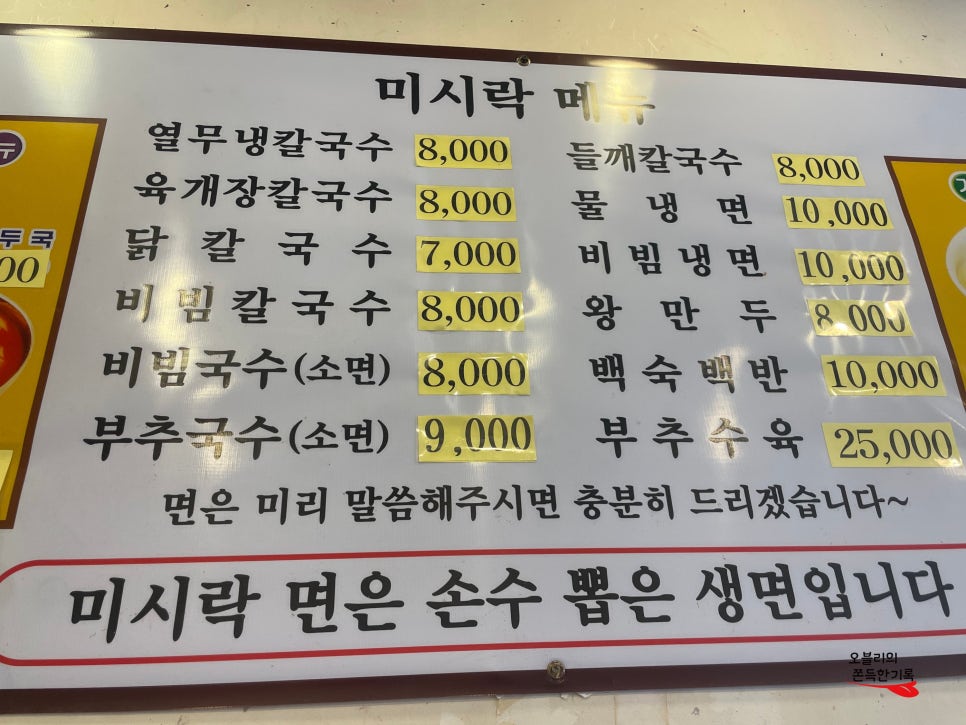 미시락 메뉴
열무냉칼국수 8,000
육개장칼국수 8,000
닭칼국수 7,000
비빔칼국수 8,000
비빔국수(소면) 8,000
부추국수(소면) 9,000
들깨칼국수 8,000
물냉면 10,000
비빔냉면 10,000
왕만두 8,000
백숙백반 10,000
부추수육 25,000
면은 미리 말씀해주시면 충분히 드리겠습니다~
미시락 면은 손수 뽑은 생면입니다
뉴
두국
00
오블리의
쫀득한기록